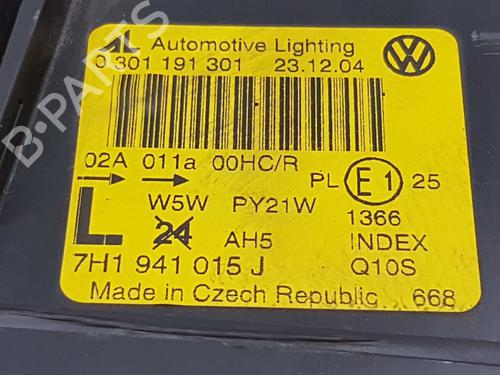 AL Automotive Lighting
0 301 191 301 23.12.04
02A 011a 00HC/R
PL E1 25
W5W PY21W 1366
L 24 AH5 INDEX
7H1 941 015 J Q10S
Made in Czech Republic 668